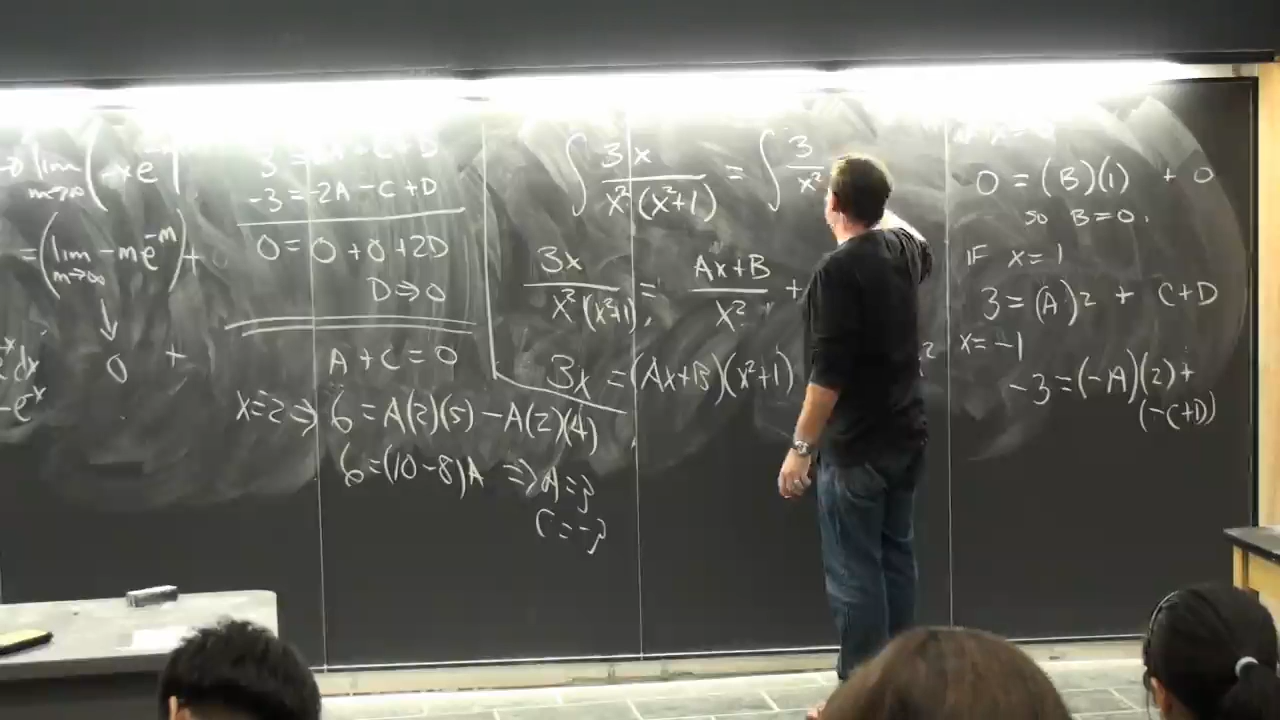 lim (-xe^-
m→∞
= (lim -me^-m) +
m→∞
↓
0 +
e^-x dx
-e^x
-3 = -2A - C + D
0 = 0 + 0 + 2D
D ⇒ 0
A + C = 0
x=2 ⇒ 6 = A(2)(5) - A(2)(4)
6 = (10-8)A ⇒ A=3
C = -3
∫ 3x / x²(x²+1) = ∫ 3 / x²
3x / x²(x²+1) = Ax+B / x² +
3x = (Ax+B)(x²+1)
0 = (B)(1) + 0
so B=0.
IF x=1
3 = (A)2 + C+D
x=-1
-3 = (-A)(2) +
(-C+D)